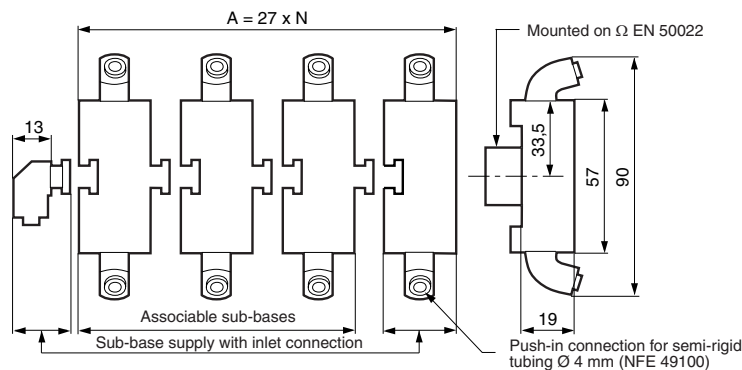 A = 27 x N
Mounted on Ω EN 50022
13
33,5
57
90
Associable sub-bases
19
Sub-base supply with inlet connection
Push-in connection for semi-rigid
tubing Ø 4 mm (NFE 49100)